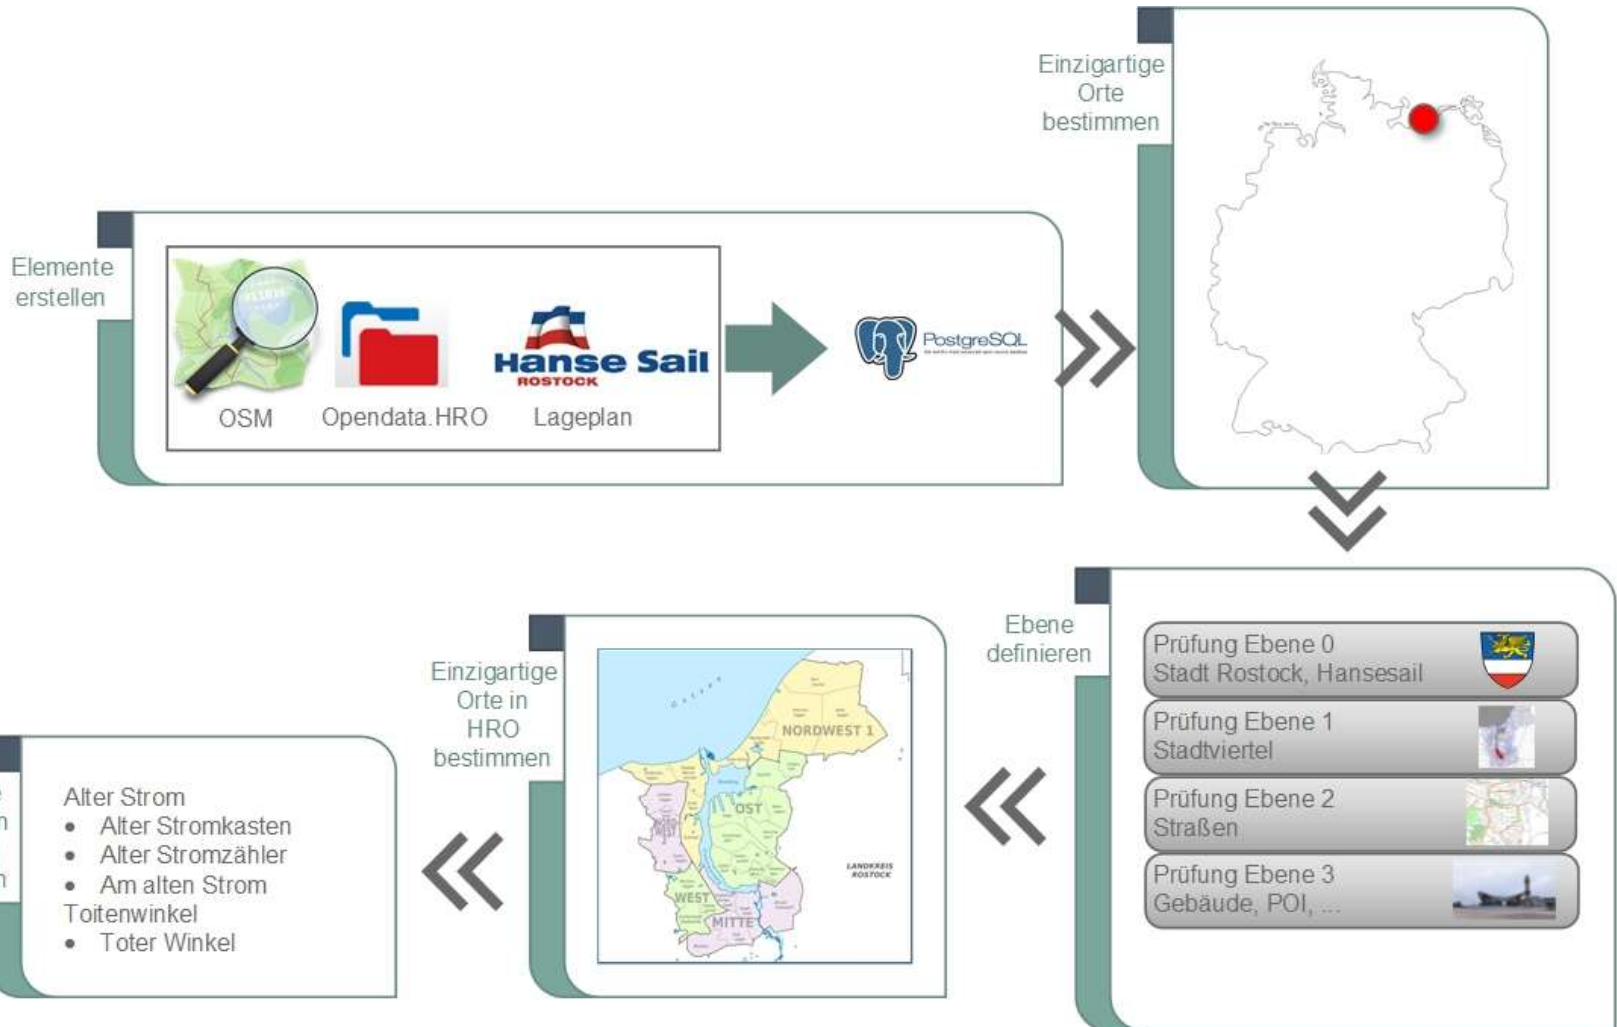 Einzigartige
Orte
bestimmen
Elemente
erstellen
Hanse Sail
ROSTOCK
OSM
Opendata.HRO
Lageplan
PostgreSQL
Ebene
definieren
Prüfung Ebene 0
Stadt Rostock, Hansesail
Prüfung Ebene 1
Stadtviertel
Prüfung Ebene 2
Straßen
Prüfung Ebene 3
Gebäude, POI, ...
Einzigartige
Orte in
HRO
bestimmen
Ostsee
NORDWEST 1
OST
LANDKREIS
ROSTOCK
WEST
MITTE
Alter Strom
• Alter Stromkasten
• Alter Stromzähler
• Am alten Strom
Toitenwinkel
• Toter Winkel